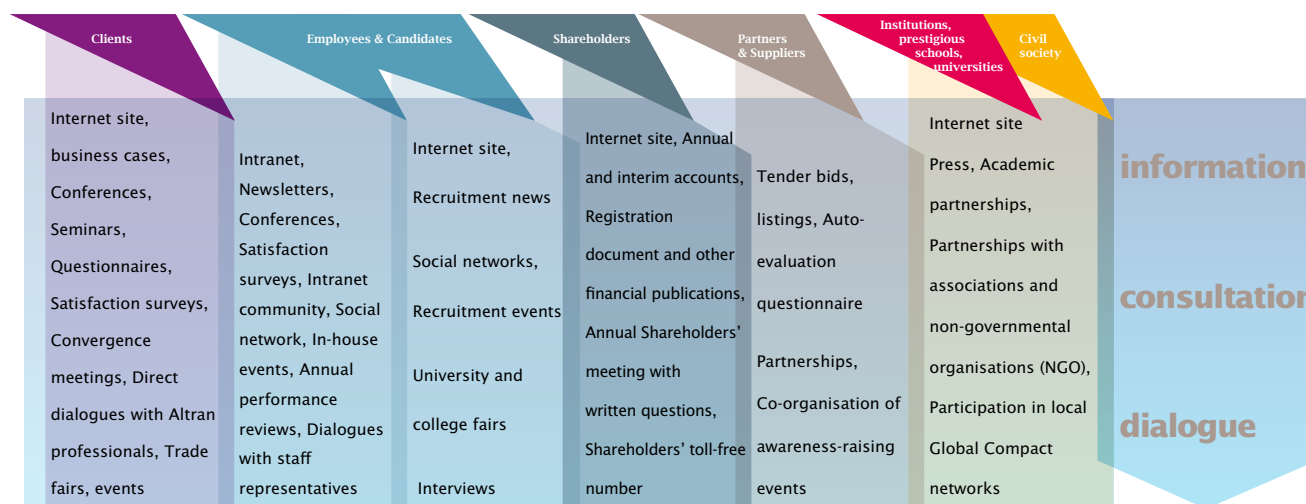 Clients
Employees & Candidates
Shareholders
Partners
& Suppliers
Institutions,
prestigious
schools,
universities
Civil
society
Internet site,
business cases,
Conferences,
Seminars,
Questionnaires,
Satisfaction surveys,
Convergence
meetings, Direct
dialogues with Altran
professionals, Trade
fairs, events
Intranet,
Newsletters,
Conferences,
Satisfaction
surveys, Intranet
community, Social
network, In-house
events, Annual
performance
reviews, Dialogues
with staff
representatives
Internet site,
Recruitment news
Social networks,
Recruitment events
University and
college fairs
Interviews
Internet site, Annual
and interim accounts,
Registration
document and other
financial publications,
Annual Shareholders’
meeting with
written questions,
Shareholders’ toll-free
number
Tender bids,
listings, Auto-
evaluation
questionnaire
Partnerships,
Co-organisation of
awareness-raising
events
Internet site
Press, Academic
partnerships,
Partnerships with
associations and
non-governmental
organisations (NGO),
Participation in local
Global Compact
networks
information
consultation
dialogue